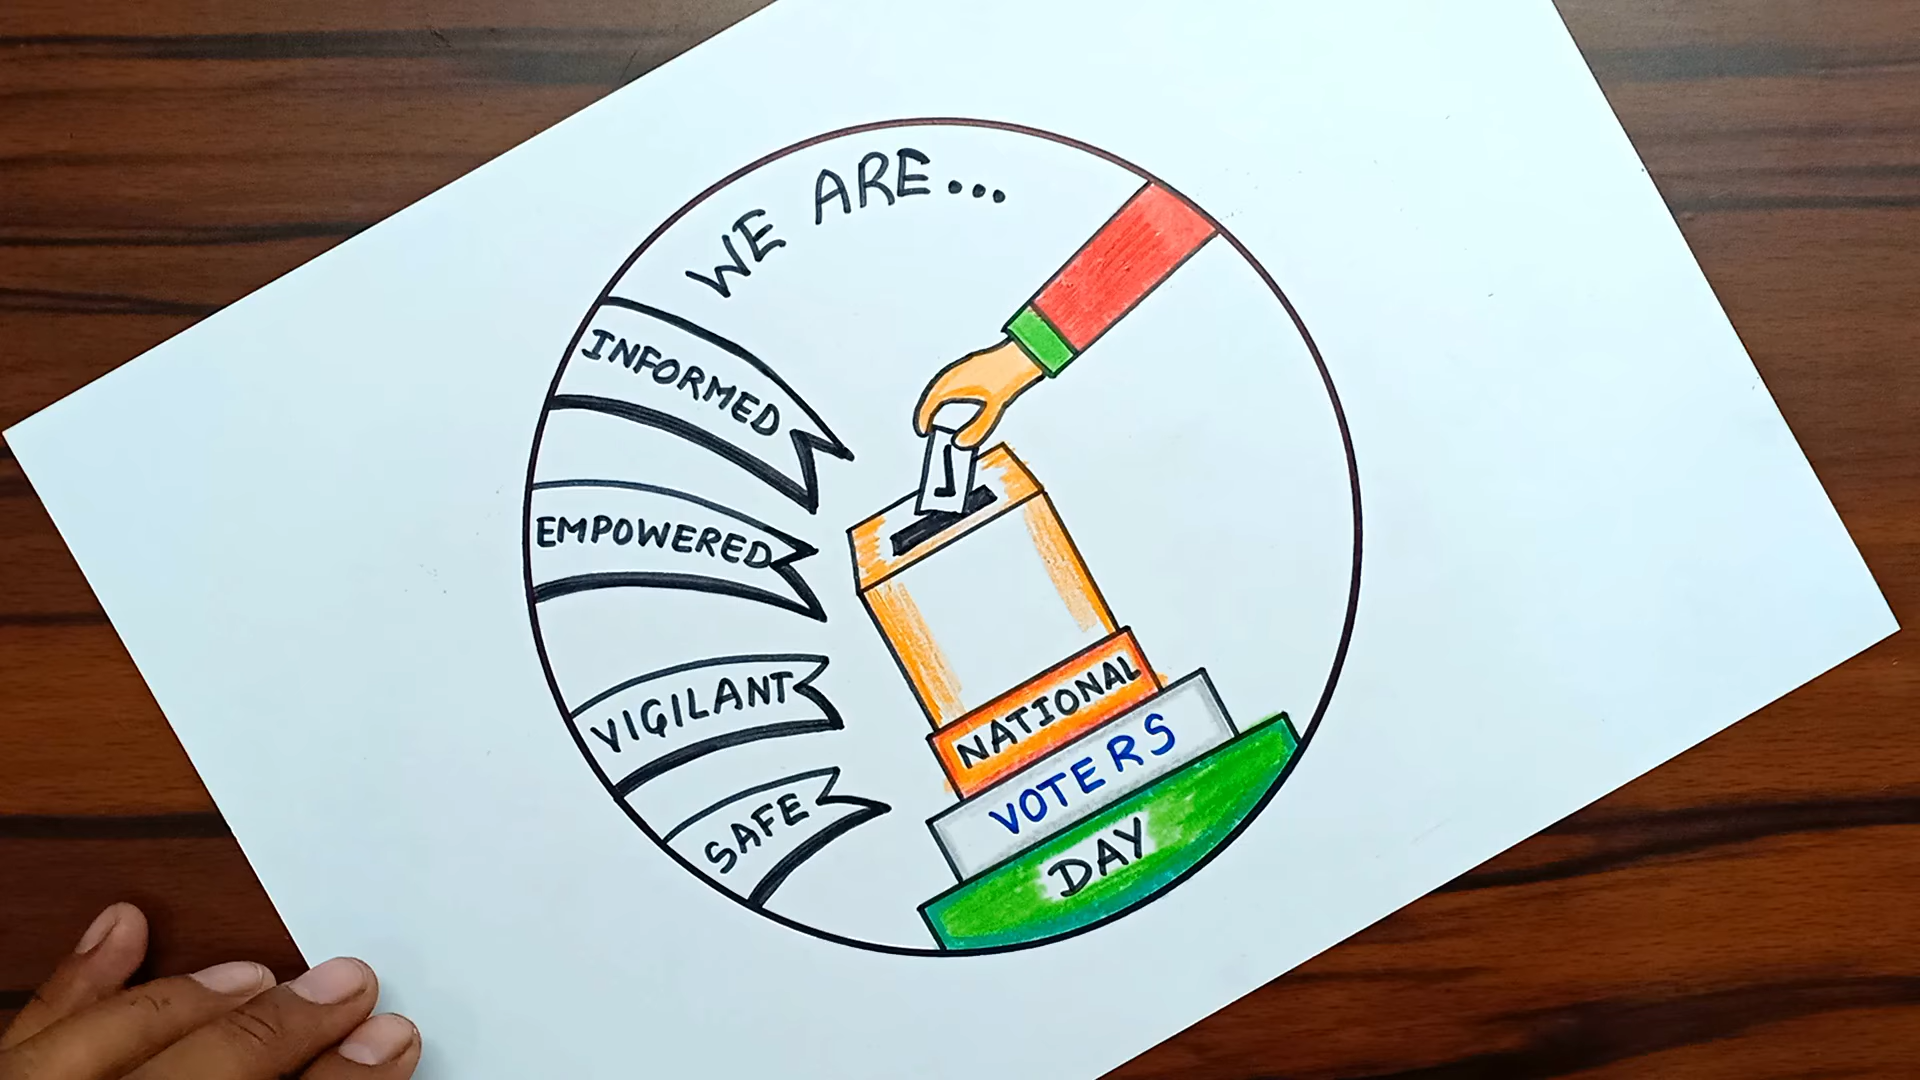 WE ARE...
INFORMED
EMPOWERED
VIGILANT
SAFE
NATIONAL
VOTERS
DAY